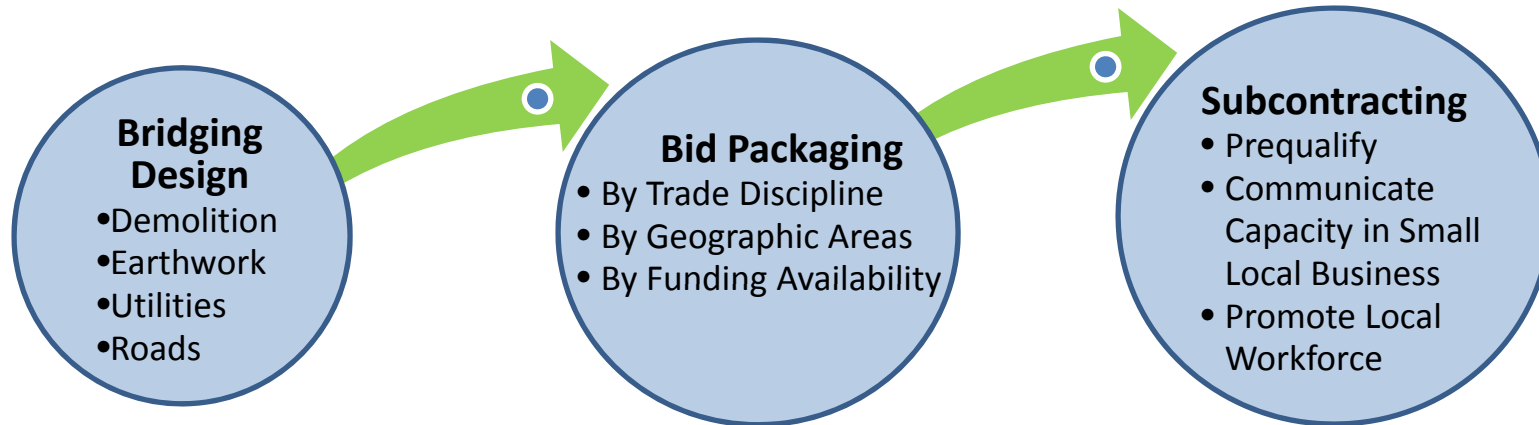 Bridging
Design
•Demolition
•Earthwork
•Utilities
•Roads
Bid Packaging
• By Trade Discipline
• By Geographic Areas
• By Funding Availability
Subcontracting
• Prequalify
• Communicate
Capacity in Small
Local Business
• Promote Local
Workforce